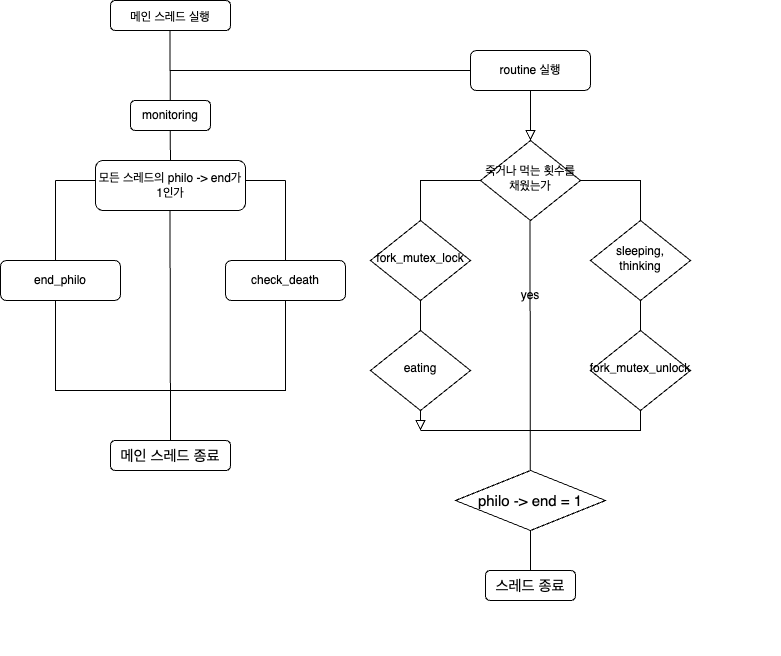 메인 스레드 실행
routine 실행
monitoring
모든 스레드의 philo -> end가
1인가
죽거나 먹는 횟수를
채웠는가
fork_mutex_lock
sleeping,
thinking
end_philo
check_death
yes
eating
fork_mutex_unlock
메인 스레드 종료
philo -> end = 1
스레드 종료